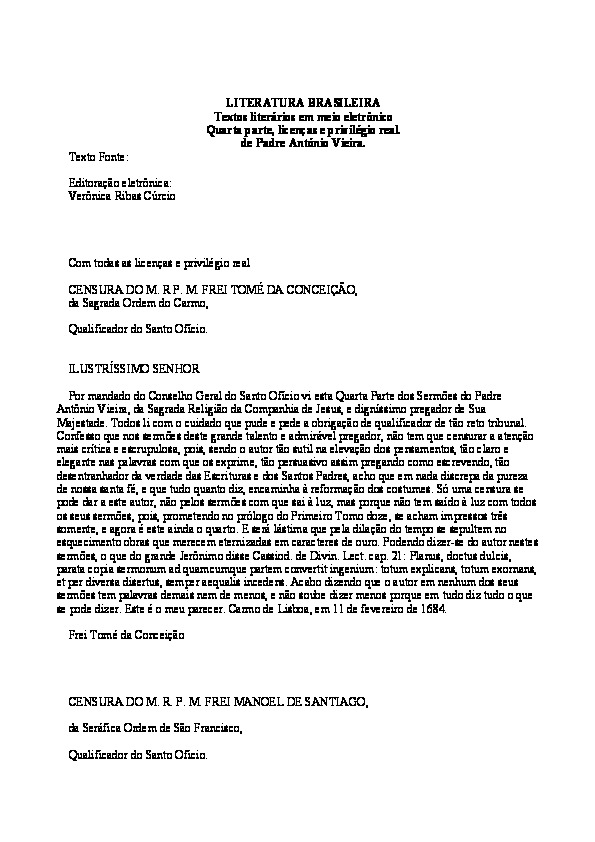 LITERATURA BRASILEIRA
Textos literários em meio eletrônico
Quarta parte, licenças e privilégio real.
de Padre Antônio Vieira.
Texto Fonte:
Editoração eletrônica:
Verônica Ribas Cúrcio
Com todas as licenças e privilégio real
CENSURA DO M. R P. M. FREI TOMÉ DA CONCEIÇÃO,
da Sagrada Ordem do Carmo,
Qualificador do Santo Ofício.
ILUSTRÍSSIMO SENHOR
Por mandado do Conselho Geral do Santo Ofício vi esta Quarta Parte dos Sermões do Padre
Antônio Vieira, da Sagrada Religião da Companhia de Jesus, e digníssimo pregador de Sua
Majestade. Todos li com o cuidado que pude e pede a obrigação de qualificador de tão reto tribunal.
Confesso que nos sermões deste grande talento e admirável pregador, não tem que censurar a atenção
mais crítica e escrupulosa, pois, sendo o autor tão sutil na elevação dos pensamentos, tão claro e
elegante nas palavras com que os exprime, tão persuasivo assim pregando como escrevendo, tão
desentranhador da verdade das Escrituras e dos Santos Padres, acho que em nada discrepa da pureza
de nossa santa fé, e que tudo quanto diz, encaminha à reformação dos costumes. Só uma censura se
pode dar a este autor, não pelos sermões com que sai à luz, mas porque não tem saído à luz com todos
os seus sermões, pois, prometendo no prólogo do Primeiro Tomo doze, se acham impressos três
somente, e agora é este ainda o quarto. E será lástima que pela dilação do tempo se sepultem no
esquecimento obras que merecem eternizadas em caracteres de ouro. Podendo dizer-se do autor nestes
sermões, o que do grande Jerônimo disse Cassiod. de Divin. Lect. cap. 21: Planus, doctus dulcis,
parata copia sermonum ad quamcumque partem convertit ingenium: totum explicans, totum exornans,
et per diversa disertus, semper aequalis incedens. Acabo dizendo que o autor em nenhum dos seus
sermões tem palavras demais nem de menos, e não soube dizer menos porque em tudo diz tudo o que
se pode dizer. Este é o meu parecer. Carmo de Lisboa, em 11 de fevereiro de 1684.
Frei Tomé da Conceição
CENSURA DO M. R. P. M. FREI MANOEL DE SANTIAGO,
da Seráfica Ordem de São Francisco,
Qualificador do Santo Ofício.